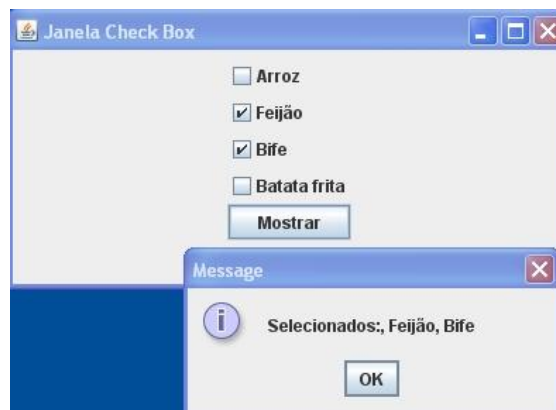 Janela Check Box
Arroz
Feijão
Bife
Batata frita
Mostrar
Message
Selecionados:, Feijão, Bife
OK